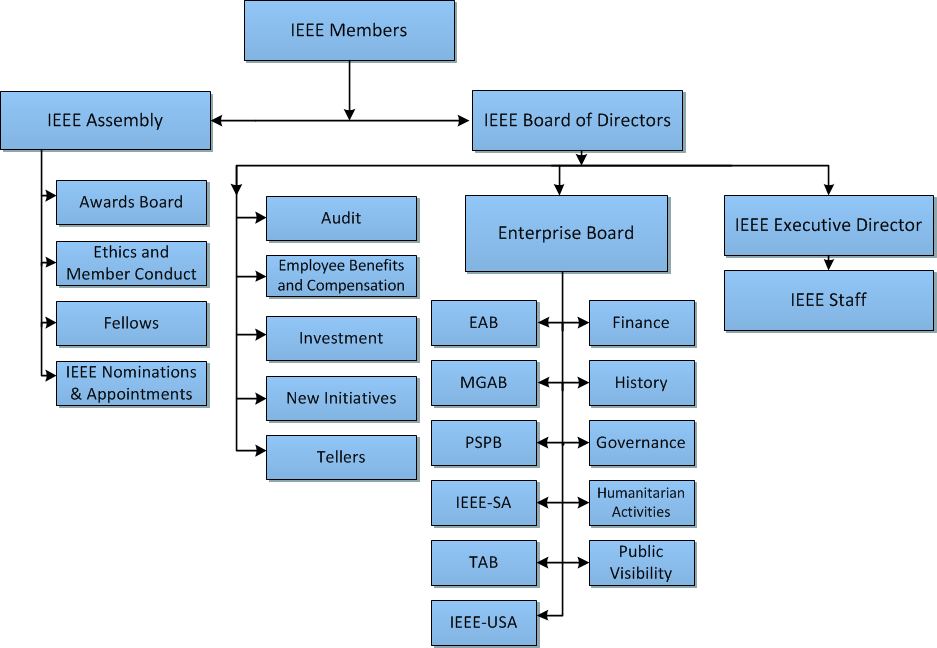 IEEE Members
IEEE Assembly
IEEE Board of Directors
Awards Board
Ethics and
Member Conduct
Fellows
IEEE Nominations
& Appointments
Audit
Employee Benefits
and Compensation
Investment
New Initiatives
Tellers
Enterprise Board
EAB
Finance
MGAB
History
PSPB
Governance
IEEE-SA
Humanitarian
Activities
TAB
Public
Visibility
IEEE-USA
IEEE Executive Director
IEEE Staff